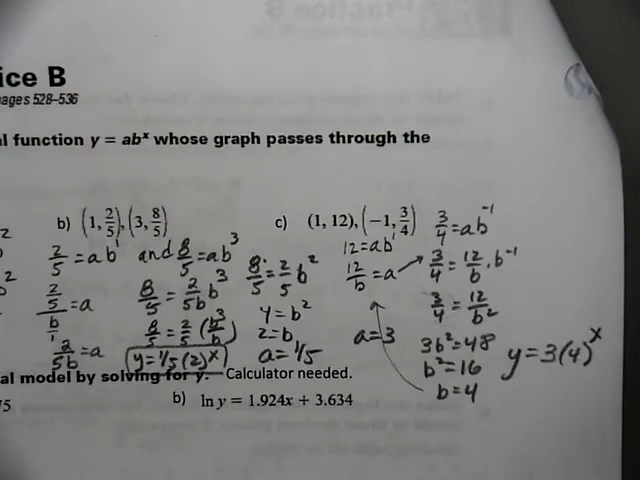 ice B
ages 528–536
al function y = ab^x whose graph passes through the
b) (1, 2/5), (3, 8/5)
2/5 = ab^1 and 8/5 = ab^3
2/5 / b^1 = a
2/5b = a
8/5 = 2/5b b^3
8/5 = 2/5 (b^3/b)
y = 1/5 (2)^x
8/5 = 2/5 b^2
4 = b^2
2 = b
a = 1/5
c) (1, 12), (−1, 3/4)
12 = ab^1
12/b = a
a = 3
3/4 = ab^-1
3/4 = 12/b · b^-1
3/4 = 12/b^2
3b^2 = 48
b^2 = 16
b = 4
y = 3(4)^x
al model by solving for y. Calculator needed.
75
b) ln y = 1.924x + 3.634